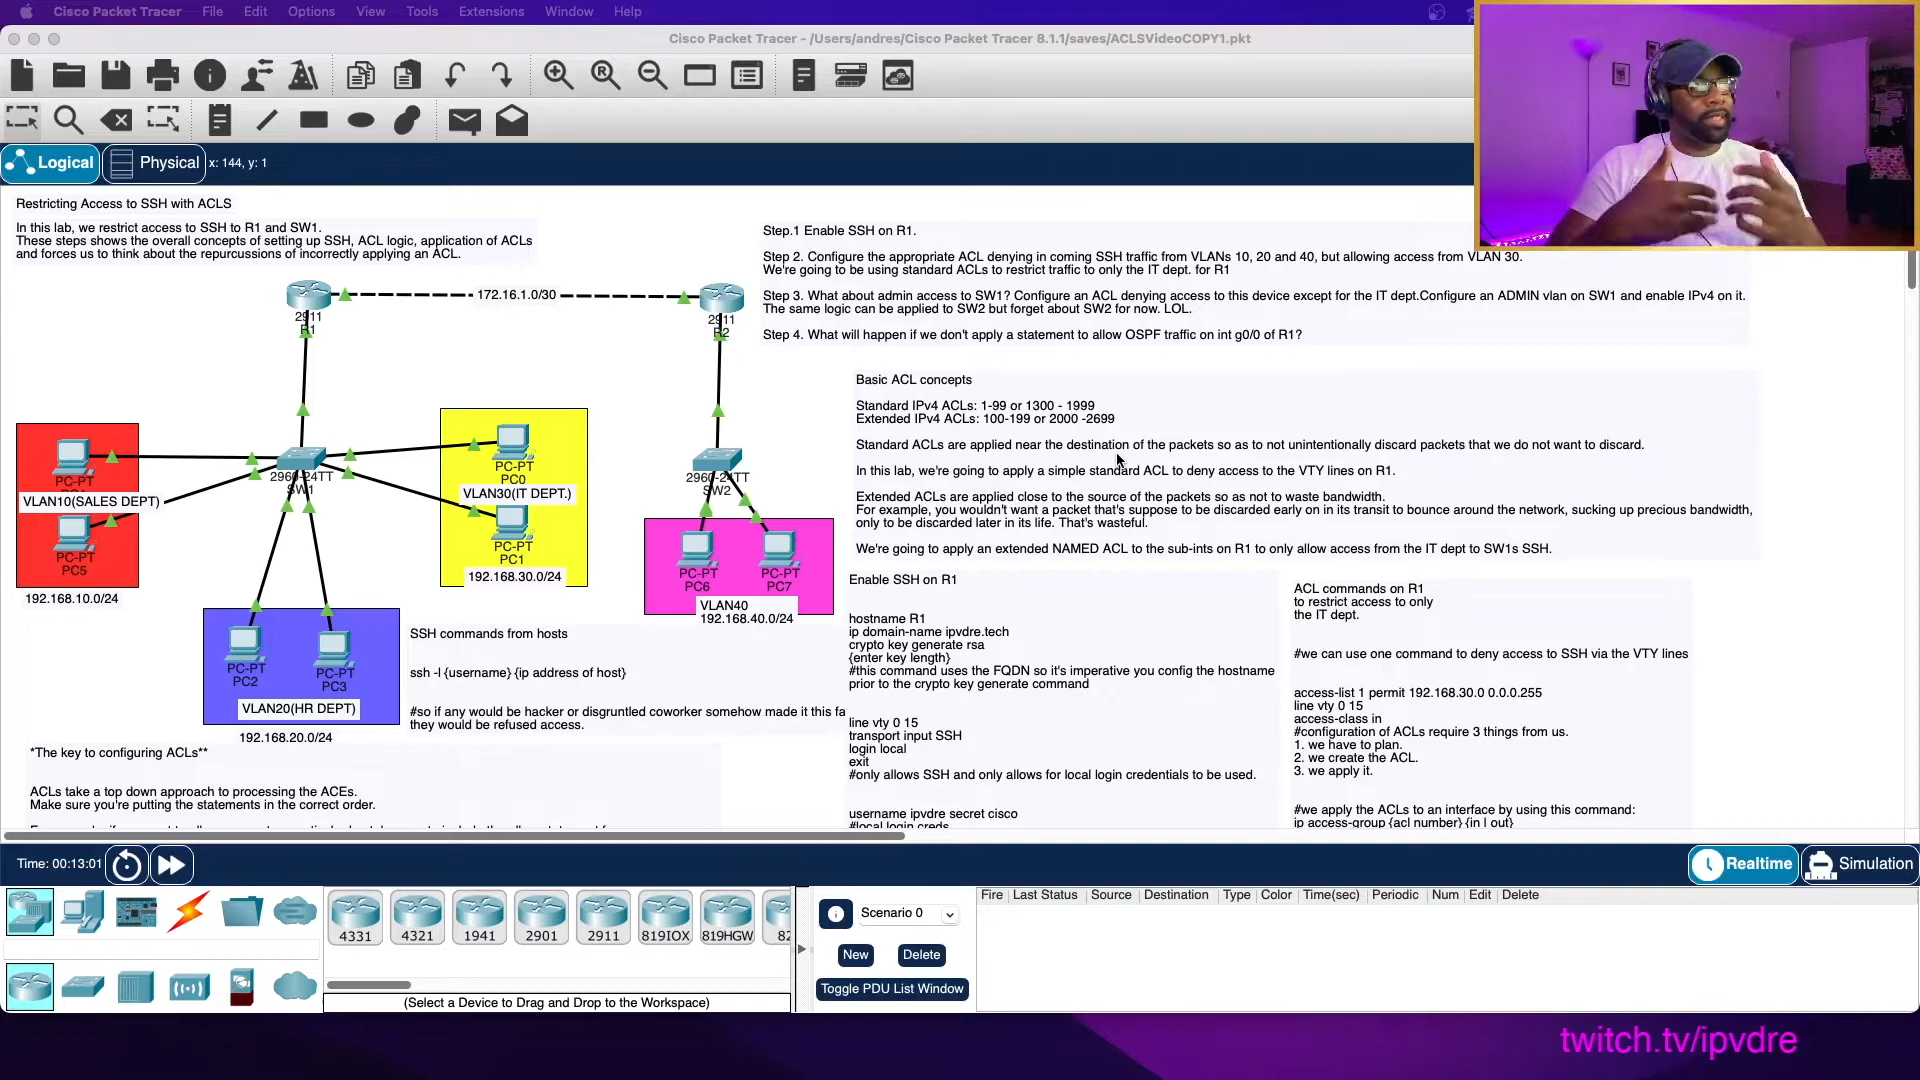 Cisco Packet Tracer File Edit Options View Tools Extensions Window Help
Cisco Packet Tracer - /Users/andres/Cisco Packet Tracer 8.1.1/saves/ACLSVideoCOPY1.pkt
Logical Physical x: 144, y: 1
Restricting Access to SSH with ACLS
In this lab, we restrict access to SSH to R1 and SW1.
These steps shows the overall concepts of setting up SSH, ACL logic, application of ACLs
and forces us to think about the repurcussions of incorrectly applying an ACL.
Step.1 Enable SSH on R1.
Step 2. Configure the appropriate ACL denying in coming SSH traffic from VLANs 10, 20 and 40, but allowing access from VLAN 30.
We're going to be using standard ACLs to restrict traffic to only the IT dept. for R1
Step 3. What about admin access to SW1? Configure an ACL denying access to this device except for the IT dept.Configure an ADMIN vlan on SW1 and enable IPv4 on it.
The same logic can be applied to SW2 but forget about SW2 for now. LOL.
Step 4. What will happen if we don't apply a statement to allow OSPF traffic on int g0/0 of R1?
2911
R1
172.16.1.0/30
2911
R2
Basic ACL concepts
Standard IPv4 ACLs: 1-99 or 1300 - 1999
Extended IPv4 ACLs: 100-199 or 2000 -2699
Standard ACLs are applied near the destination of the packets so as to not unintentionally discard packets that we do not want to discard.
In this lab, we're going to apply a simple standard ACL to deny access to the VTY lines on R1.
Extended ACLs are applied close to the source of the packets so as not to waste bandwidth.
For example, you wouldn't want a packet that's suppose to be discarded early on in its transit to bounce around the network, sucking up precious bandwidth,
only to be discarded later in its life. That's wasteful.
We're going to apply an extended NAMED ACL to the sub-ints on R1 to only allow access from the IT dept to SW1s SSH.
PC-PT
VLAN10(SALES DEPT)
PC-PT
PC5
192.168.10.0/24
2960-24TT
SW1
PC-PT
PC0
VLAN30(IT DEPT.)
PC-PT
PC1
192.168.30.0/24
2960-24TT
SW2
PC-PT
PC6
PC-PT
PC7
VLAN40
192.168.40.0/24
PC-PT
PC2
PC-PT
PC3
VLAN20(HR DEPT)
192.168.20.0/24
SSH commands from hosts
ssh -l {username} {ip address of host}
#so if any would be hacker or disgruntled coworker somehow made it this fa
they would be refused access.
*The key to configuring ACLs**
ACLs take a top down approach to processing the ACEs.
Make sure you're putting the statements in the correct order.
Enable SSH on R1
hostname R1
ip domain-name ipvdre.tech
crypto key generate rsa
{enter key length}
#this command uses the FQDN so it's imperative you config the hostname
prior to the crypto key generate command
line vty 0 15
transport input SSH
login local
exit
#only allows SSH and only allows for local login credentials to be used.
username ipvdre secret cisco
#local login creds
ACL commands on R1
to restrict access to only
the IT dept.
#we can use one command to deny access to SSH via the VTY lines
access-list 1 permit 192.168.30.0 0.0.0.255
line vty 0 15
access-class in
#configuration of ACLs require 3 things from us.
1. we have to plan.
2. we create the ACL.
3. we apply it.
#we apply the ACLs to an interface by using this command:
ip access-group {acl number} {in | out}
Time: 00:13:01
Realtime Simulation
4331 4321 1941 2901 2911 819IOX 819HGW 82
(Select a Device to Drag and Drop to the Workspace)
Scenario 0
New Delete
Toggle PDU List Window
Fire Last Status Source Destination Type Color Time(sec) Periodic Num Edit Delete
twitch.tv/ipvdre